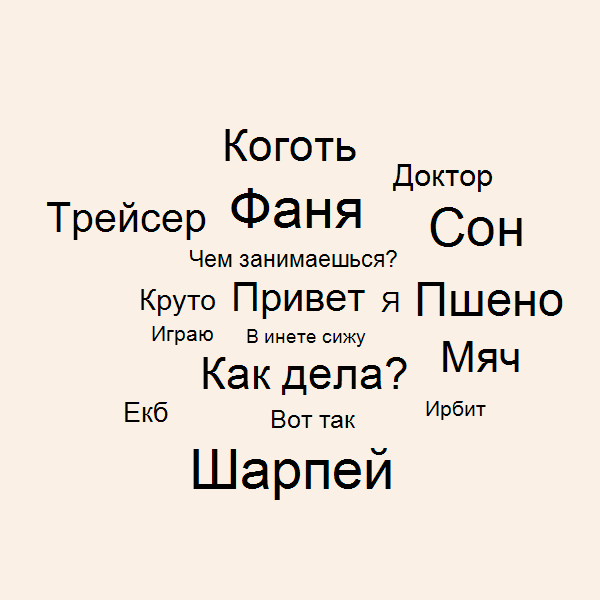 Коготь
Доктор
Трейсер Фаня Сон
Чем занимаешься?
Круто Привет Я Пшено
Играю В инете сижу
Как дела? Мяч
Екб Вот так Ирбит
Шарпей